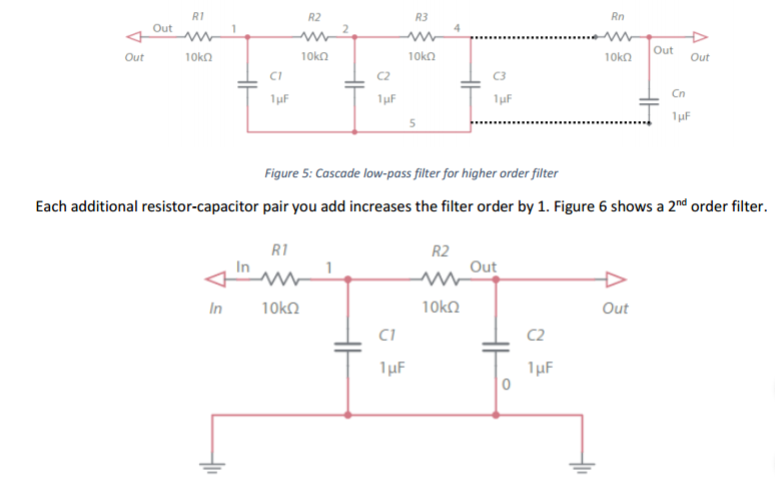 R1 R2 R3 Rn
Out 1 2 4 Out
Out 10kΩ 10kΩ 10kΩ 10kΩ Out
C1 C2 C3 Cn
1μF 1μF 1μF 1μF
5
Figure 5: Cascade low-pass filter for higher order filter
Each additional resistor-capacitor pair you add increases the filter order by 1. Figure 6 shows a 2nd order filter.
R1 R2
In 1 Out
In 10kΩ 10kΩ Out
C1 C2
1μF 1μF
0